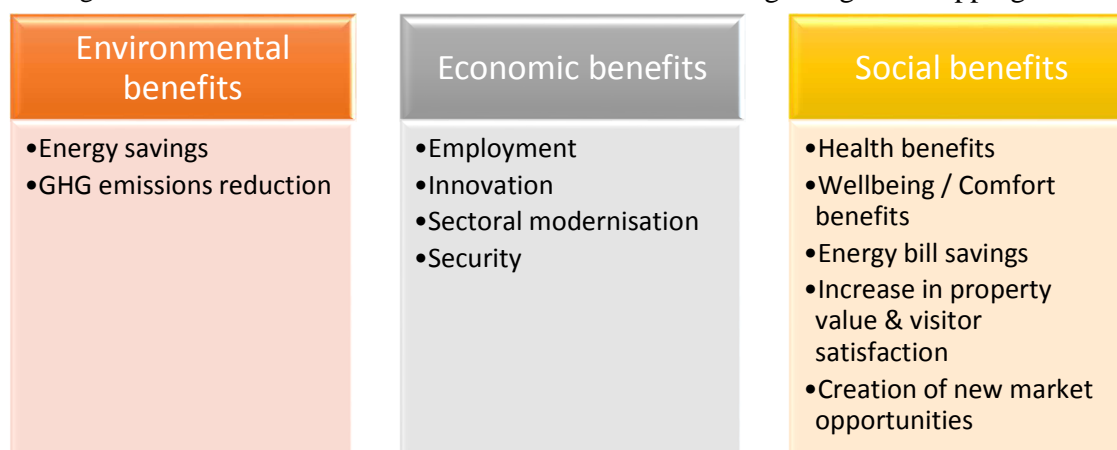 Environmental
benefits
•Energy savings
•GHG emissions reduction
Economic benefits
•Employment
•Innovation
•Sectoral modernisation
•Security
Social benefits
•Health benefits
•Wellbeing / Comfort
benefits
•Energy bill savings
•Increase in property
value & visitor
satisfaction
•Creation of new market
opportunities